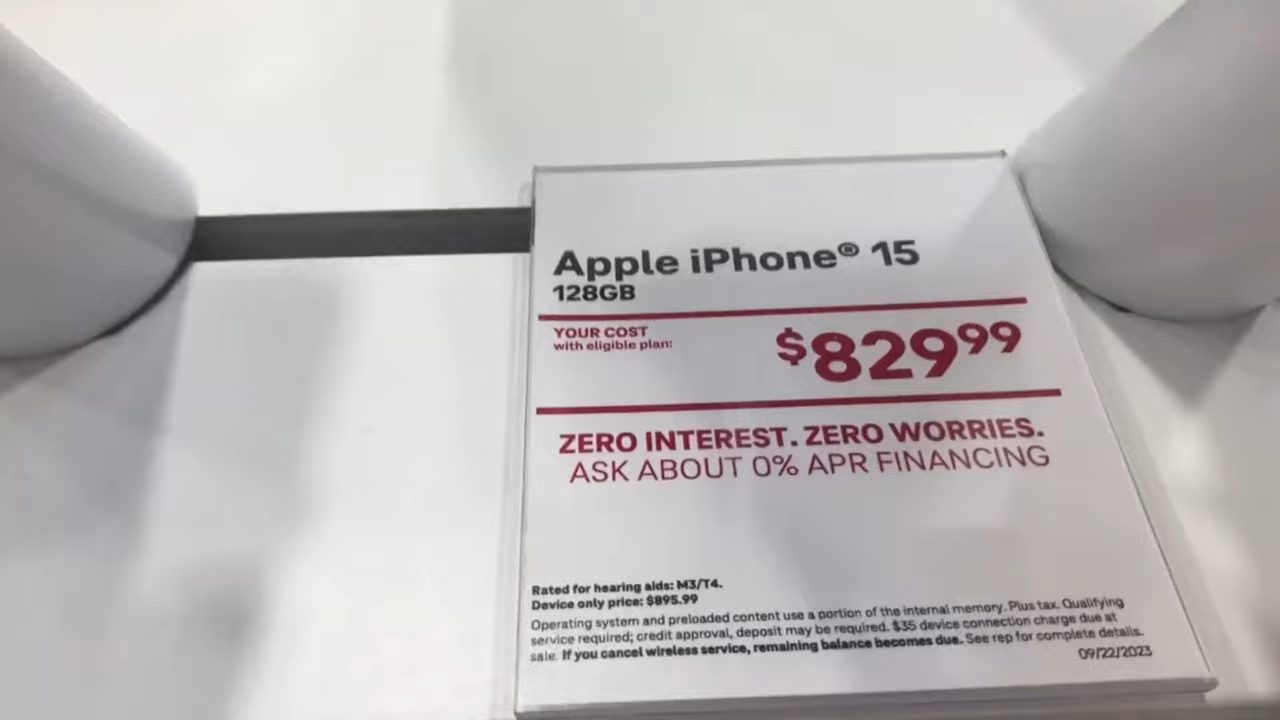 Apple iPhone® 15
128GB
YOUR COST
with eligible plan:
$829⁹⁹
ZERO INTEREST. ZERO WORRIES.
ASK ABOUT 0% APR FINANCING
Rated for hearing aids: M3/T4.
Device only price: $895.99
Operating system and preloaded content use a portion of the internal memory. Plus tax. Qualifying
service required; credit approval, deposit may be required. $35 device connection charge due at
sale. If you cancel wireless service, remaining balance becomes due. See rep for complete details.
09/22/2023